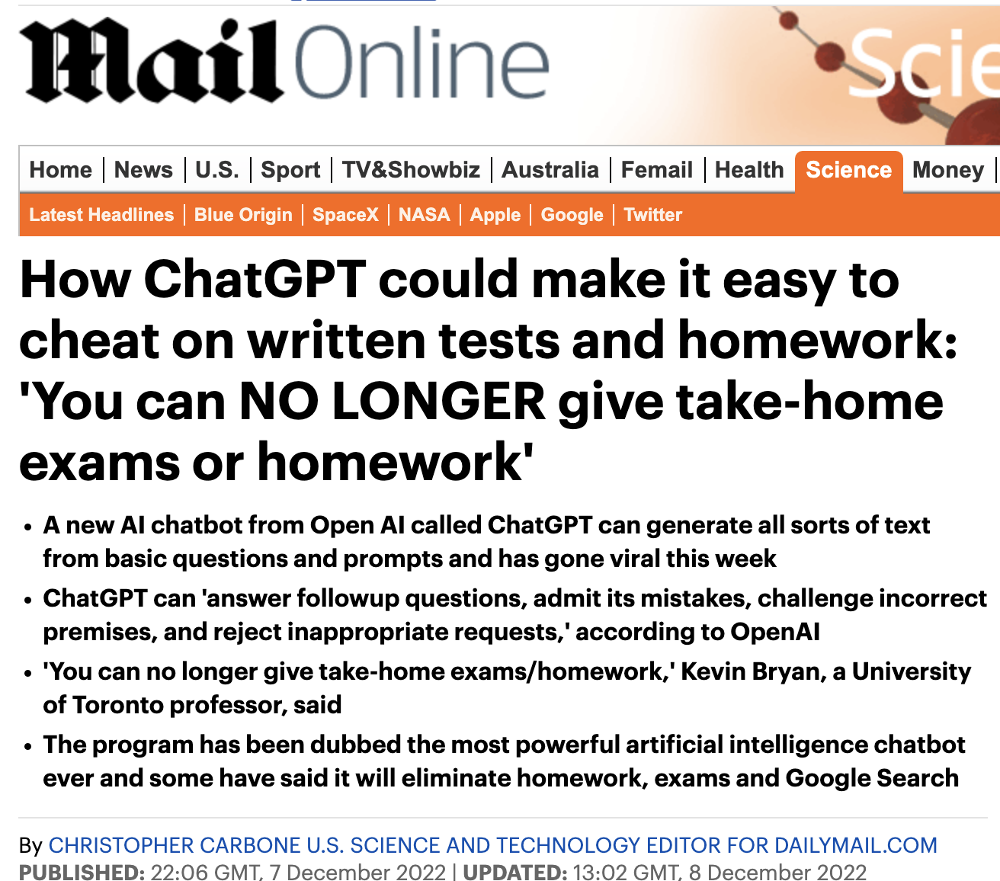 Mail Online
Scie
Home | News | U.S. | Sport | TV&Showbiz | Australia | Femail | Health | Science | Money |
Latest Headlines | Blue Origin | SpaceX | NASA | Apple | Google | Twitter
How ChatGPT could make it easy to
cheat on written tests and homework:
'You can NO LONGER give take-home
exams or homework'
• A new AI chatbot from Open AI called ChatGPT can generate all sorts of text
from basic questions and prompts and has gone viral this week
• ChatGPT can 'answer followup questions, admit its mistakes, challenge incorrect
premises, and reject inappropriate requests,' according to OpenAI
• 'You can no longer give take-home exams/homework,' Kevin Bryan, a University
of Toronto professor, said
• The program has been dubbed the most powerful artificial intelligence chatbot
ever and some have said it will eliminate homework, exams and Google Search
By CHRISTOPHER CARBONE U.S. SCIENCE AND TECHNOLOGY EDITOR FOR DAILYMAIL.COM
PUBLISHED: 22:06 GMT, 7 December 2022 | UPDATED: 13:02 GMT, 8 December 2022